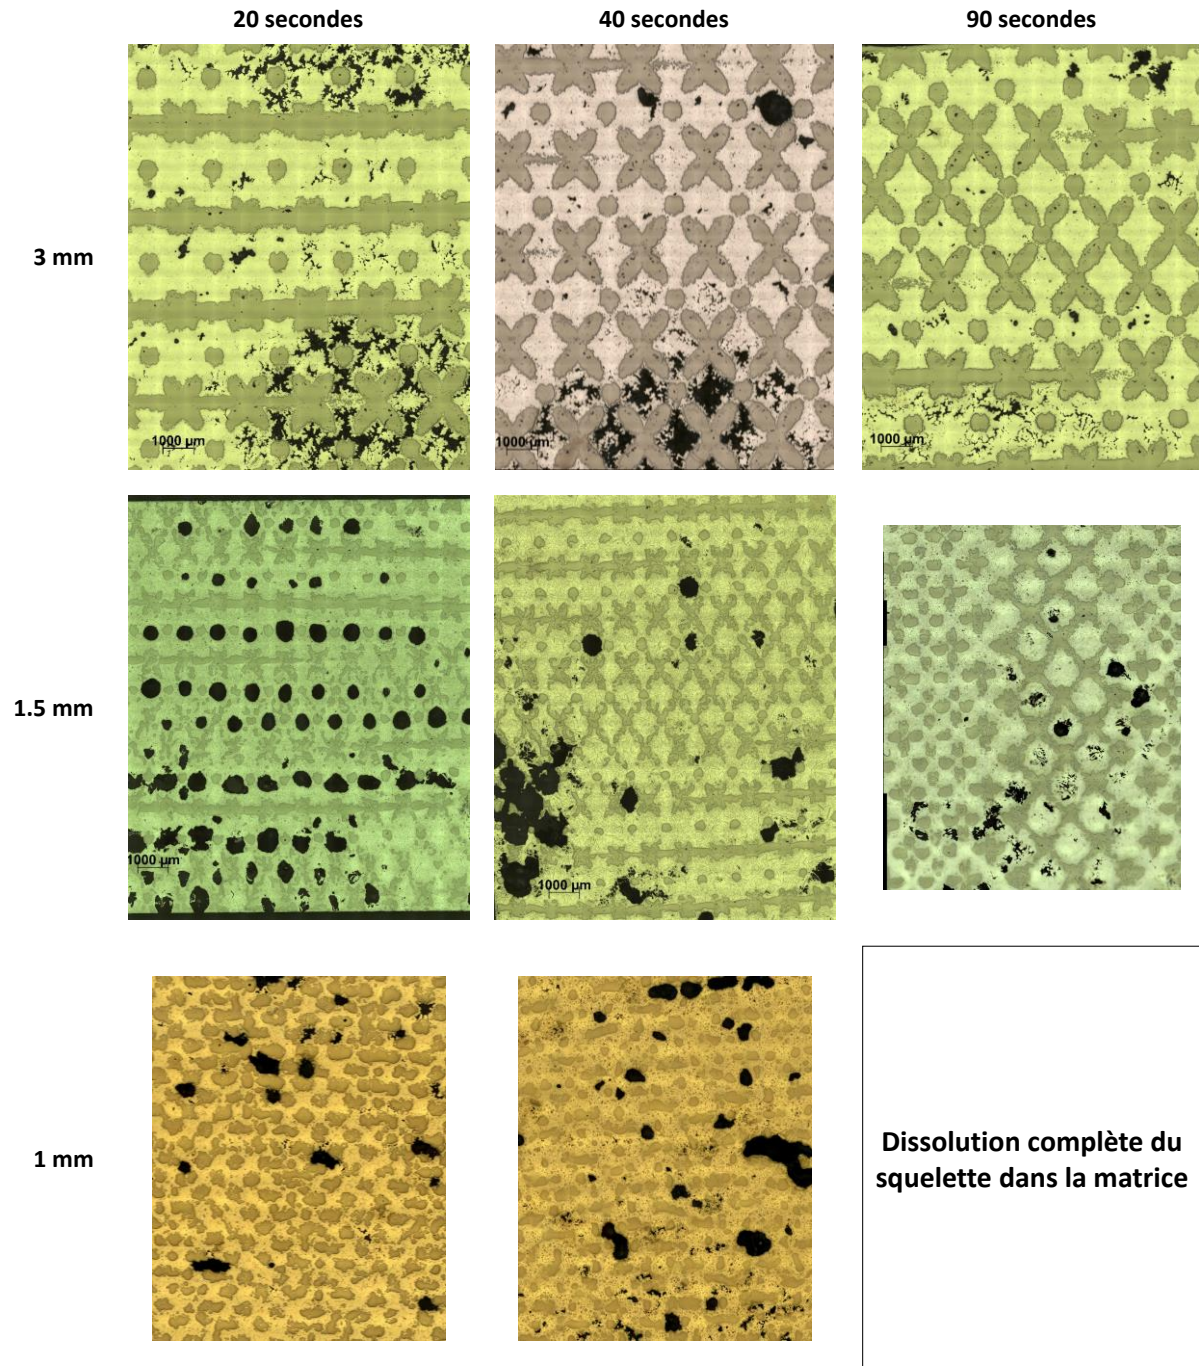 20 secondes
40 secondes
90 secondes
3 mm
1000 µm
1000 µm
1000 µm
1.5 mm
1000 µm
1000 µm
1 mm
Dissolution complète du
squelette dans la matrice